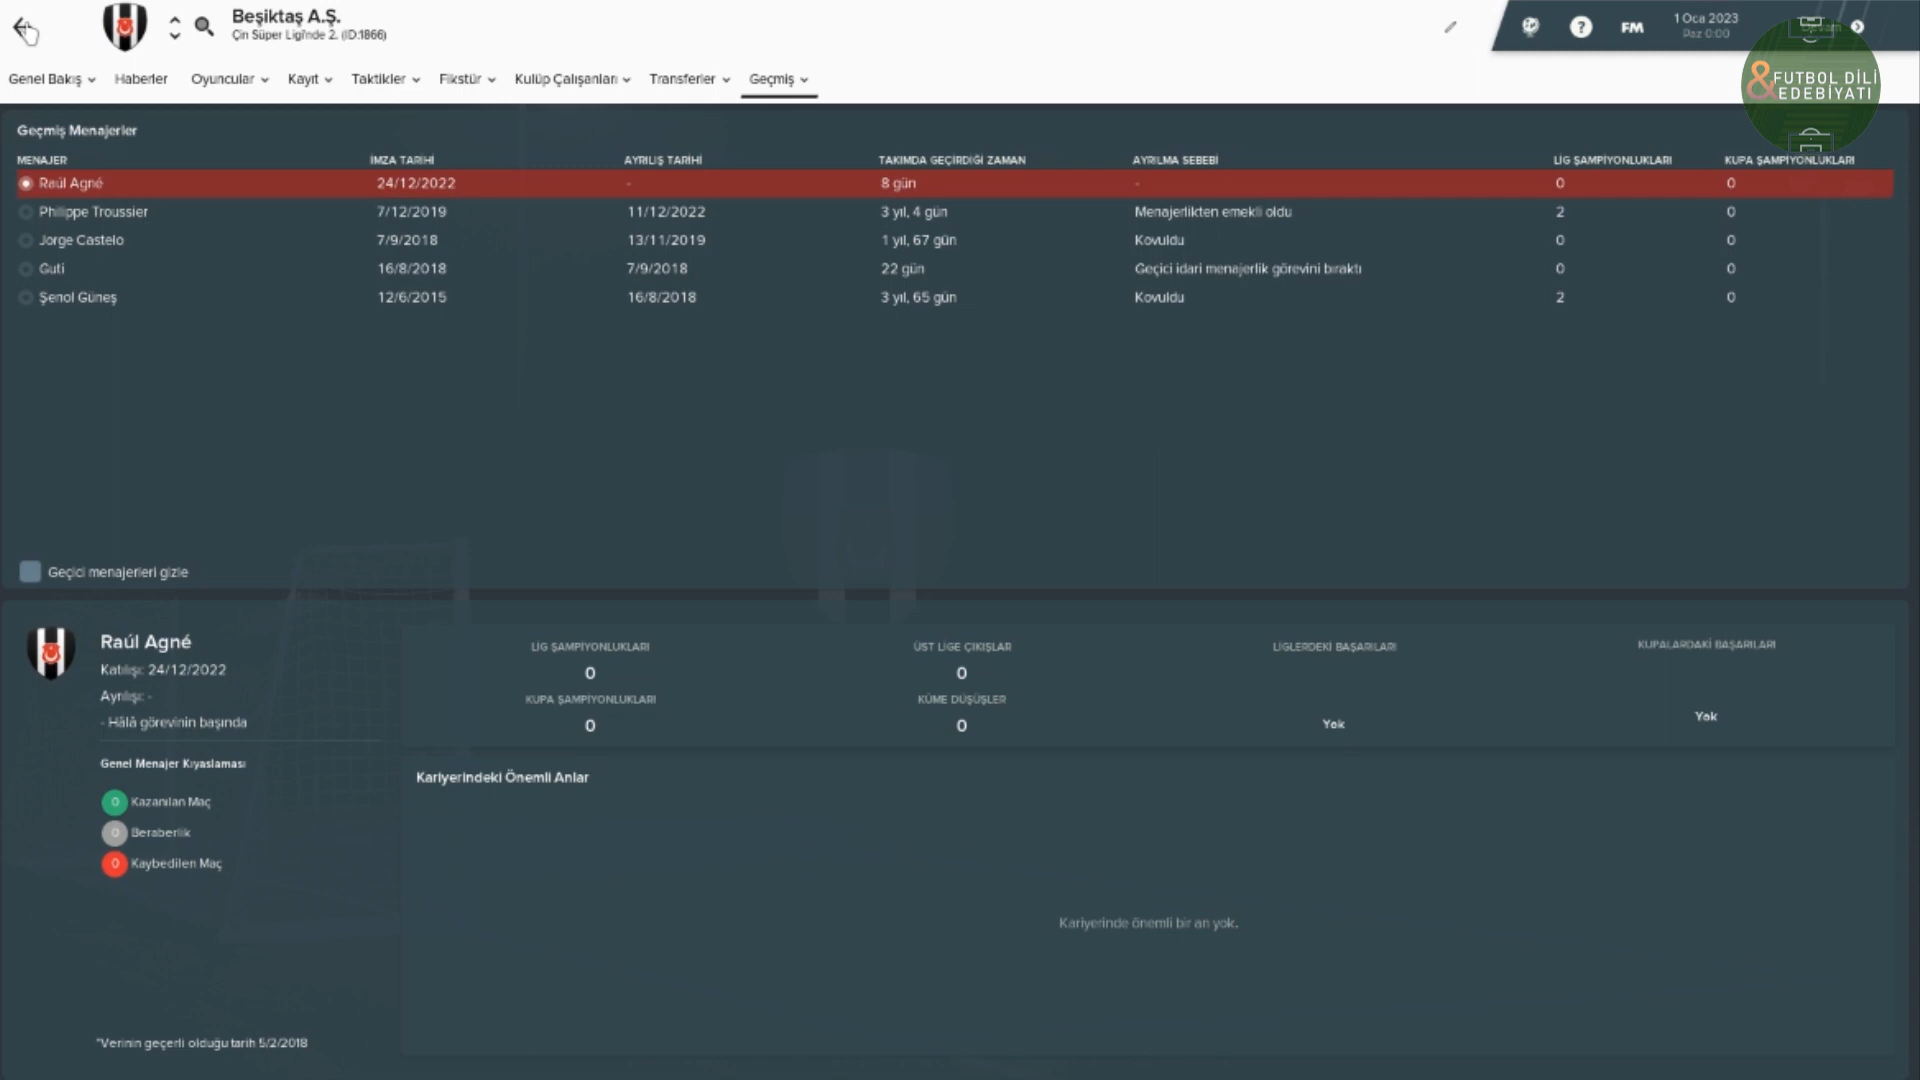 Beşiktaş A.Ş.
Çin Süper Ligi'nde 2. (ID:1866)
FM
1 Oca 2023
Paz 0:00
Devam
& FUTBOL DİLİ
EDEBİYATI
Genel Bakış
Haberler
Oyuncular
Kayıt
Taktikler
Fikstür
Kulüp Çalışanları
Transferler
Geçmiş
Geçmiş Menajerler
MENAJER İMZA TARİHİ AYRILIŞ TARİHİ TAKIMDA GEÇİRDİĞİ ZAMAN AYRILMA SEBEBİ LİG ŞAMPİYONLUKLARI KUPA ŞAMPİYONLUKLARI
Raúl Agné 24/12/2022 - 8 gün - 0 0
Philippe Troussier 7/12/2019 11/12/2022 3 yıl, 4 gün Menajerlikten emekli oldu 2 0
Jorge Castelo 7/9/2018 13/11/2019 1 yıl, 67 gün Kovuldu 0 0
Guti 16/8/2018 7/9/2018 22 gün Geçici idari menajerlik görevini bıraktı 0 0
Şenol Güneş 12/6/2015 16/8/2018 3 yıl, 65 gün Kovuldu 2 0
Geçici menajerleri gizle
Raúl Agné
Katılış: 24/12/2022
Ayrılış: -
- Hâlâ görevinin başında
Genel Menajer Kıyaslaması
0 Kazanılan Maç
0 Beraberlik
0 Kaybedilen Maç
*Verinin geçerli olduğu tarih 5/2/2018
LİG ŞAMPİYONLUKLARI
0
KUPA ŞAMPİYONLUKLARI
0
ÜST LİGE ÇIKIŞLAR
0
KÜME DÜŞÜŞLER
0
LİGLERDEKİ BAŞARILARI
Yok
KUPALARDAKİ BAŞARILARI
Yok
Kariyerindeki Önemli Anlar
Kariyerinde önemli bir an yok.